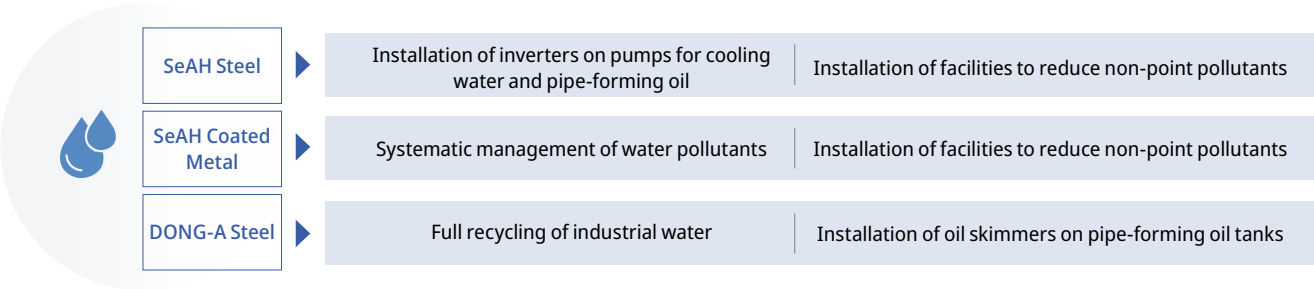 SeAH Steel
Installation of inverters on pumps for cooling
water and pipe-forming oil
Installation of facilities to reduce non-point pollutants
SeAH Coated
Metal
Systematic management of water pollutants
Installation of facilities to reduce non-point pollutants
DONG-A Steel
Full recycling of industrial water
Installation of oil skimmers on pipe-forming oil tanks